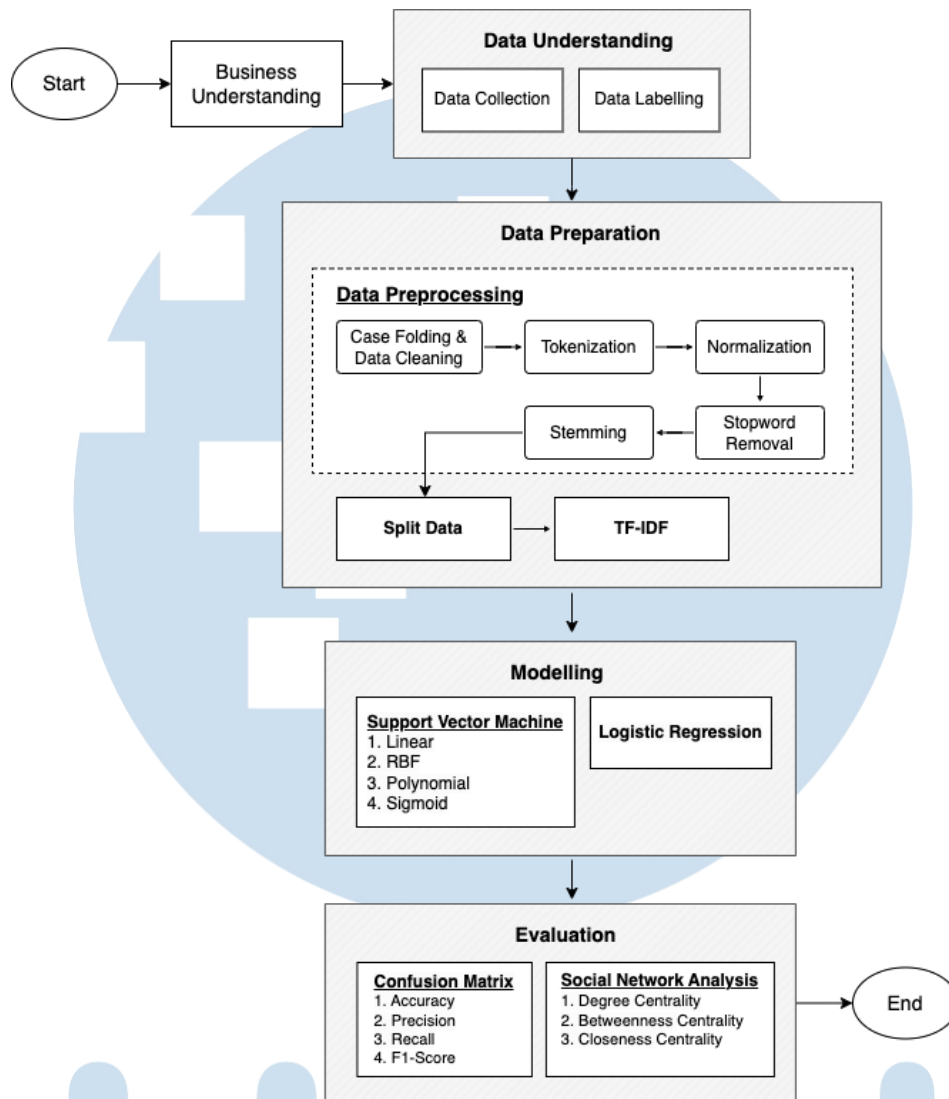 Start
Business
Understanding
Data Understanding
Data Collection
Data Labelling
Data Preparation
Data Preprocessing
Case Folding &
Data Cleaning
Tokenization
Normalization
Stemming
Stopword
Removal
Split Data
TF-IDF
Modelling
Support Vector Machine
1. Linear
2. RBF
3. Polynomial
4. Sigmoid
Logistic Regression
Evaluation
Confusion Matrix
1. Accuracy
2. Precision
3. Recall
4. F1-Score
Social Network Analysis
1. Degree Centrality
2. Betweenness Centrality
3. Closeness Centrality
End